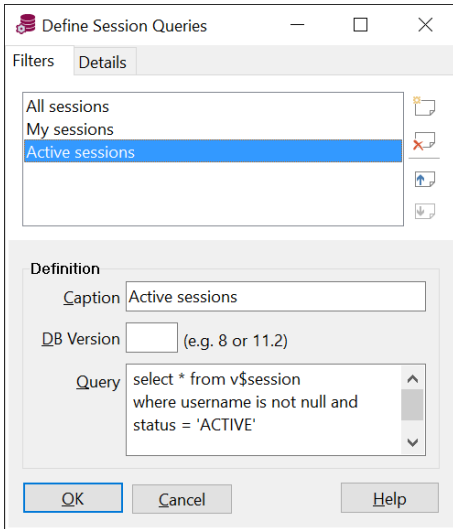 Define Session Queries
Filters Details
All sessions
My sessions
Active sessions
Definition
Caption Active sessions
DB Version (e.g. 8 or 11.2)
Query select * from v$session
where username is not null and
status = 'ACTIVE'
OK Cancel Help